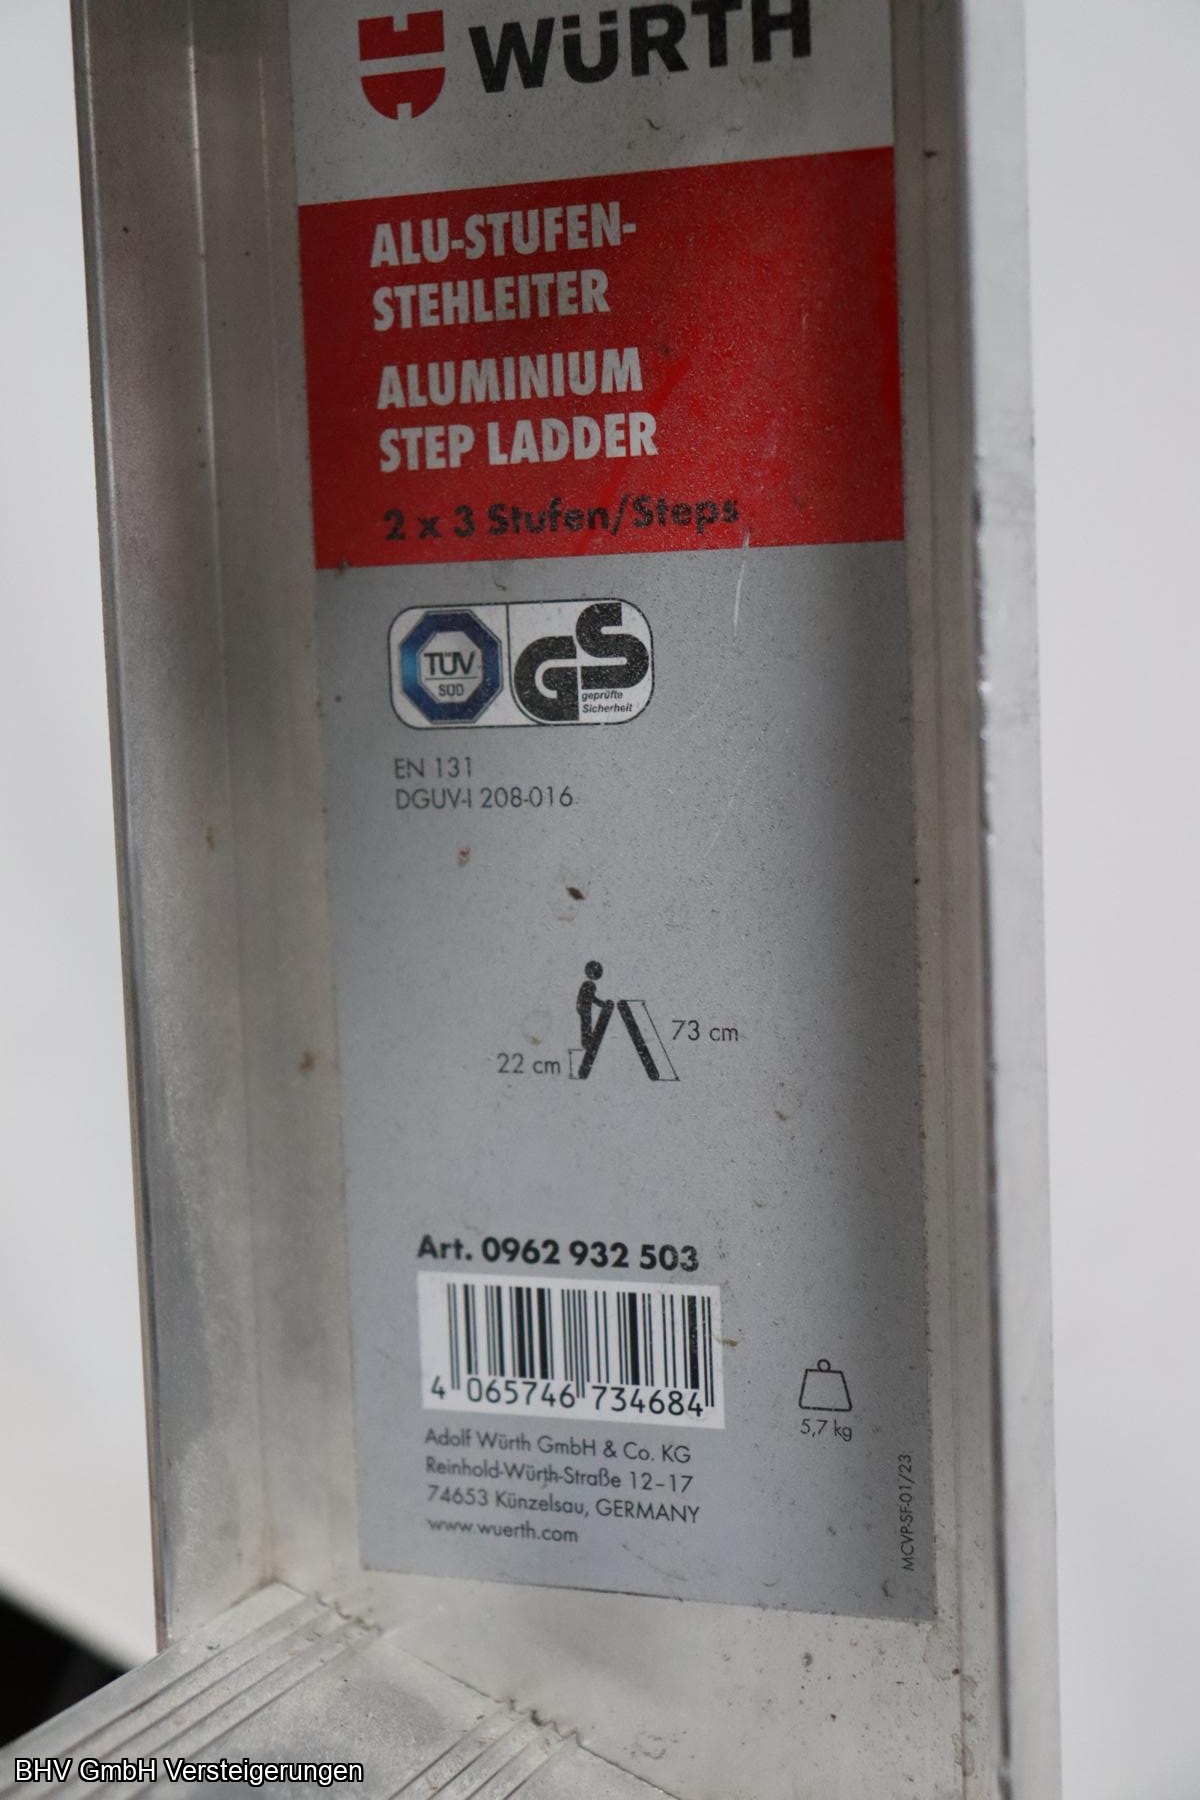 WÜRTH
ALU-STUFEN-
STEHLEITER
ALUMINIUM
STEP LADDER
2 x 3 Stufen/Steps
TÜV
SÜD
GS
geprüfte
Sicherheit
EN 131
DGUV-I 208-016
73 cm
22 cm
Art. 0962 932 503
4 065746 734684
5,7 kg
Adolf Würth GmbH & Co. KG
Reinhold-Würth-Straße 12–17
74653 Künzelsau, GERMANY
www.wuerth.com
MCVP-SF-01/23
BHV GmbH Versteigerungen